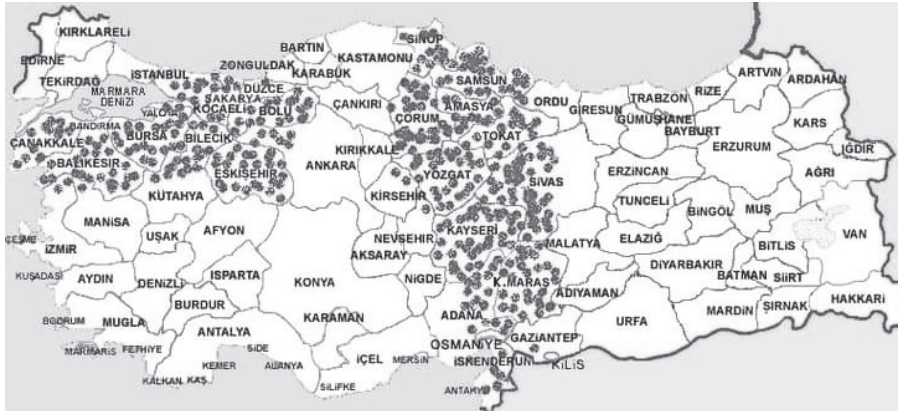 KIRKLARELİ
EDİRNE
TEKİRDAĞ
İSTANBUL
MARMARA
DENİZİ
YALOVA
KOCAELİ
SAKARYA
DÜZCE
ZONGULDAK
BARTIN
KARABÜK
KASTAMONU
SİNOP
SAMSUN
BOLU
ÇANKIRI
ÇORUM
AMASYA
TOKAT
ORDU
GİRESUN
TRABZON
GÜMÜŞHANE
BAYBURT
RİZE
ARTVİN
ARDAHAN
KARS
IĞDIR
AĞRI
ERZURUM
ERZİNCAN
BANDIRMA
ÇANAKKALE
BURSA
BİLECİK
BALIKESİR
ESKİŞEHİR
KÜTAHYA
ANKARA
KIRIKKALE
KIRŞEHİR
YOZGAT
SİVAS
TUNCELİ
BİNGÖL
MUŞ
VAN
BİTLİS
MANİSA
UŞAK
AFYON
ÇEŞME
İZMİR
KUŞADASI
AYDIN
DENİZLİ
ISPARTA
BURDUR
KONYA
AKSARAY
NEVSEHİR
NİGDE
KAYSERİ
MALATYA
ELAZIĞ
DİYARBAKIR
BATMAN
SİİRT
K.MARAS
ADIYAMAN
URFA
MARDİN
ŞIRNAK
HAKKARİ
BODRUM
MUGLA
MARMARİS
FETHİYE
KALKAN
KAŞ
KEMER
ANTALYA
SİDE
ALANYA
KARAMAN
İÇEL
SİLİFKE
MERSİN
ADANA
OSMANİYE
GAZİANTEP
İSKENDERUN
KİLİS
ANTAKYA